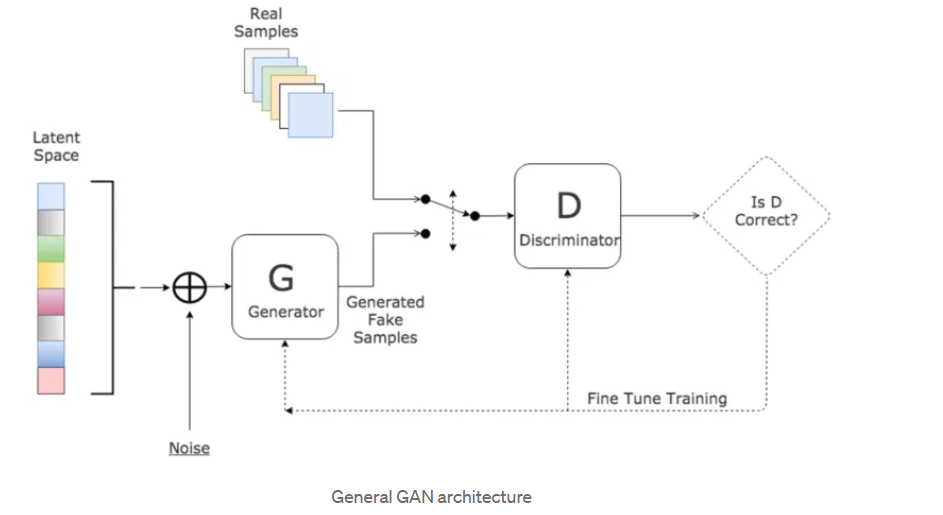 Real
Samples
Latent
Space
Is D
Correct?
D
Discriminator
G
Generator
Generated
Fake
Samples
Fine Tune Training
Noise
General GAN architecture